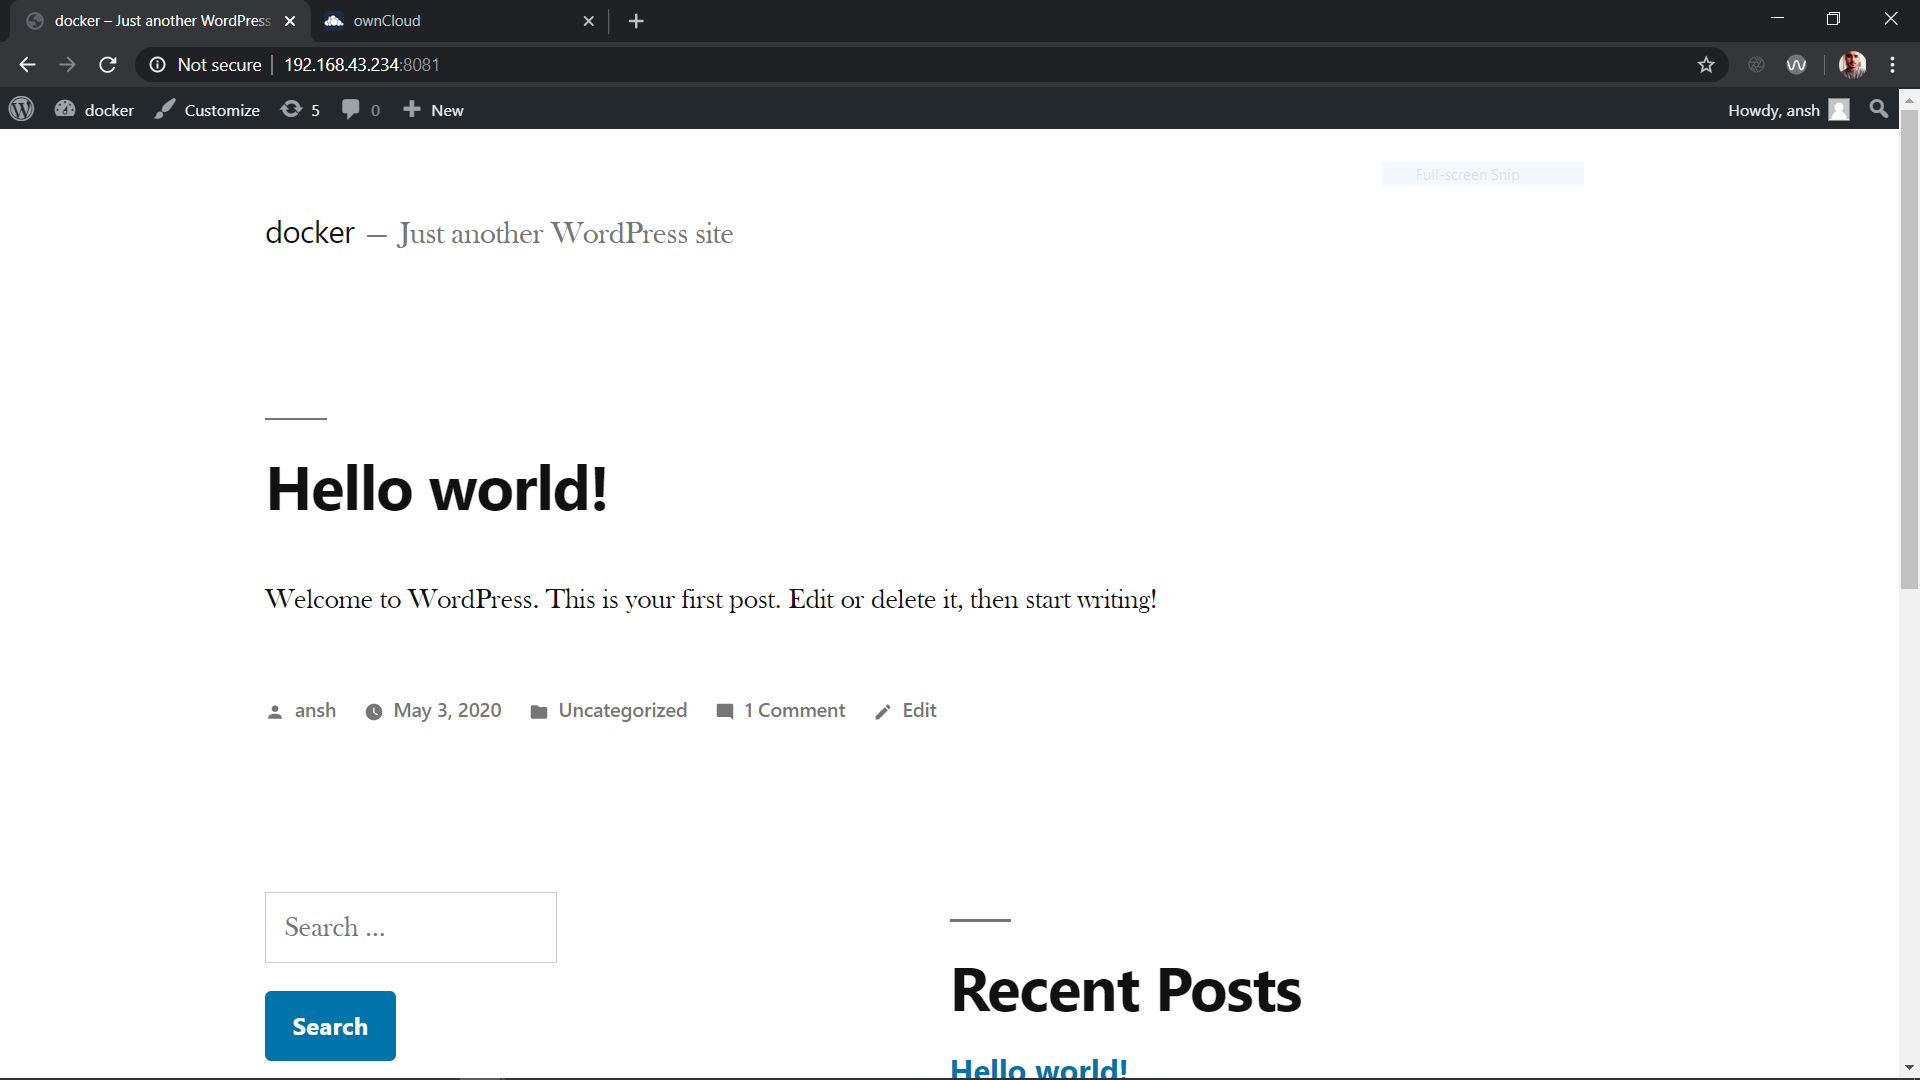 docker – Just another WordPress
ownCloud
Not secure
192.168.43.234:8081
docker
Customize
5
0
New
Howdy, ansh
Full-screen Snip
docker — Just another WordPress site
Hello world!
Welcome to WordPress. This is your first post. Edit or delete it, then start writing!
ansh
May 3, 2020
Uncategorized
1 Comment
Edit
Search ...
Search
Recent Posts
Hello world!